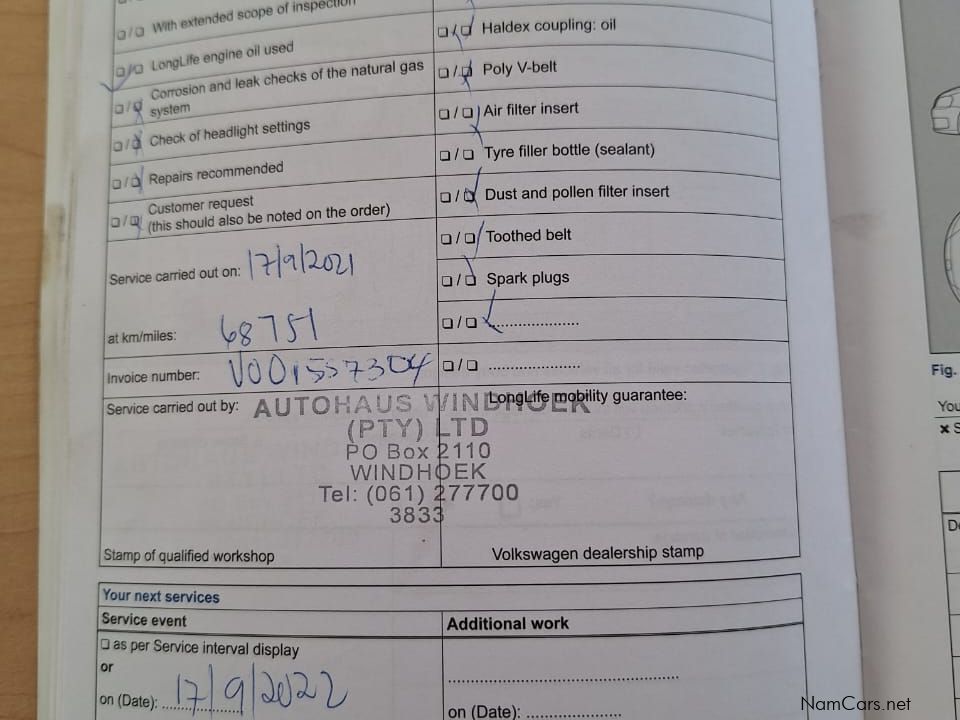 With extended scope of inspection
LongLife engine oil used
Corrosion and leak checks of the natural gas
system
Check of headlight settings
Repairs recommended
Customer request
(this should also be noted on the order)
Service carried out on: 17/9/2021
at km/miles: 68751
Invoice number: V001557304
Haldex coupling: oil
Poly V-belt
Air filter insert
Tyre filler bottle (sealant)
Dust and pollen filter insert
Toothed belt
Spark plugs
Service carried out by:
AUTOHAUS WINDHOEK
(PTY) LTD
PO Box 2110
WINDHOEK
Tel: (061) 277700
3833
Stamp of qualified workshop
LongLife mobility guarantee:
Volkswagen dealership stamp
Your next services
Service event
as per Service interval display
or
on (Date): 17/9/2022
Additional work
on (Date):
Fig.
NamCars.net